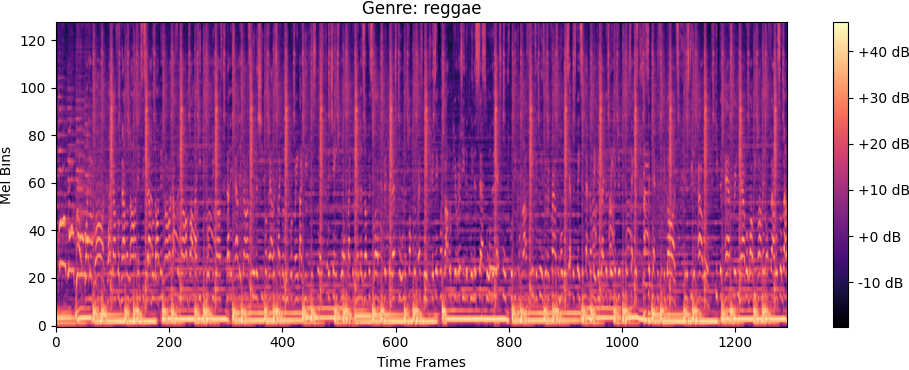 Genre: reggae
Mel Bins
120
100
80
60
40
20
0
0 200 400 600 800 1000 1200
Time Frames
+40 dB
+30 dB
+20 dB
+10 dB
+0 dB
-10 dB